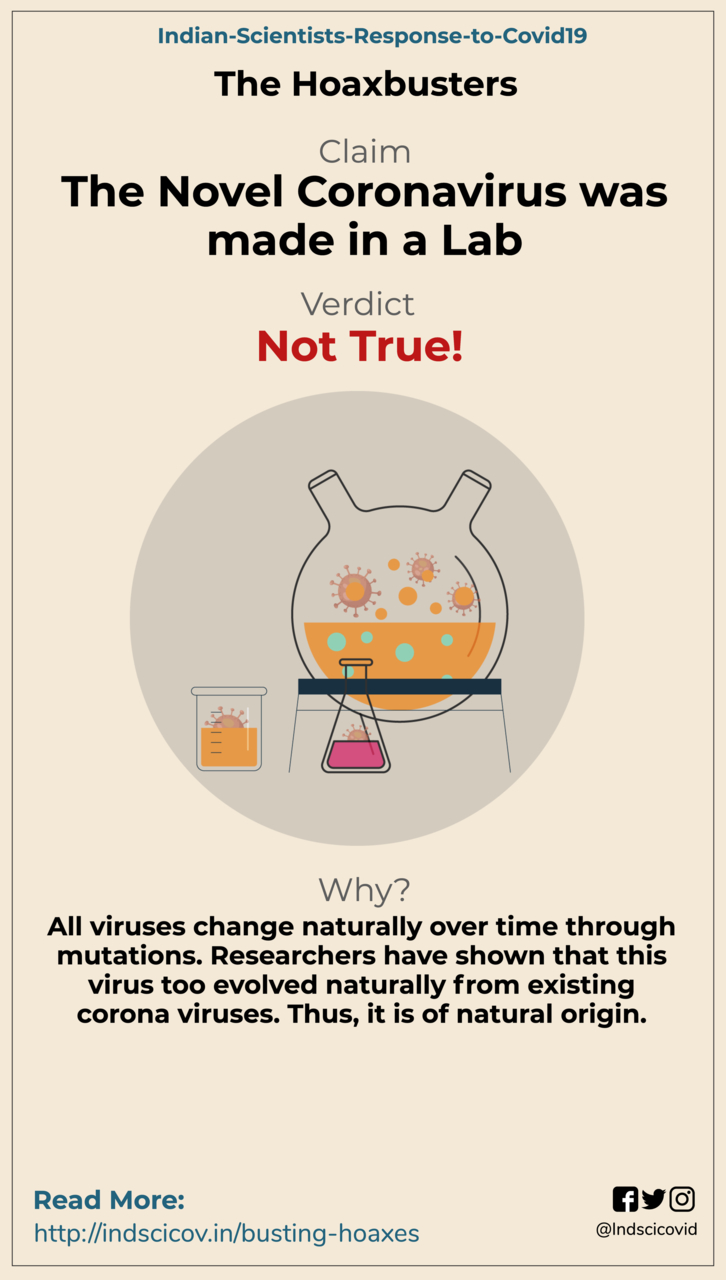 Indian-Scientists-Response-to-Covid19
The Hoaxbusters
Claim
The Novel Coronavirus was
made in a Lab
Verdict
Not True!
Why?
All viruses change naturally over time through
mutations. Researchers have shown that this
virus too evolved naturally from existing
corona viruses. Thus, it is of natural origin.
Read More:
http://indscicov.in/busting-hoaxes
@Indscicovid